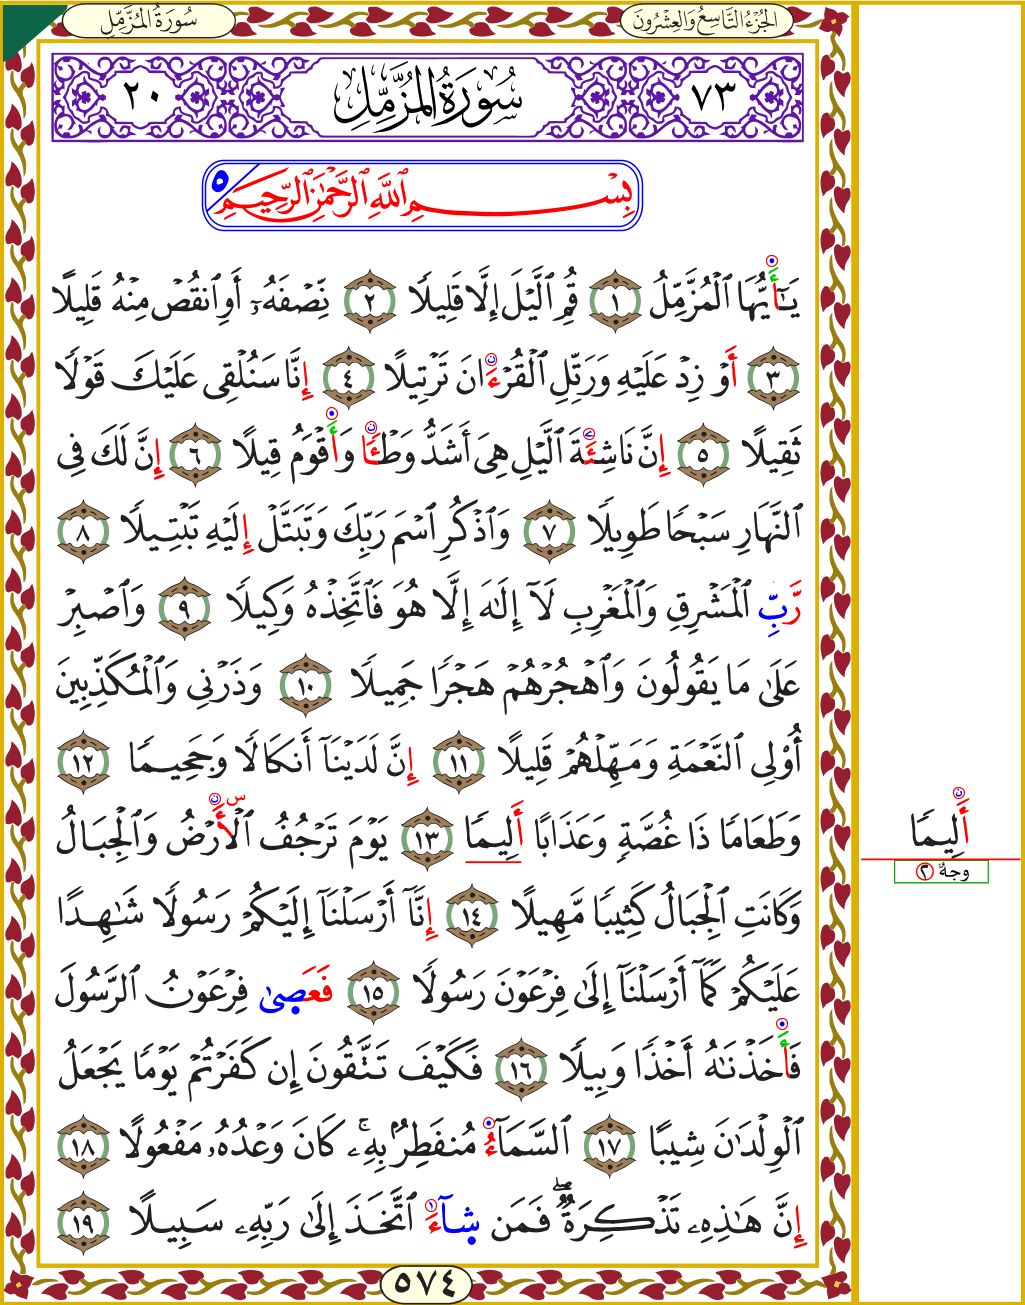 سُورَةُ المُزَّمِّلِ
الجُزْءُ التَّاسِعُ وَالعِشْرُونَ
٧٣ سُورَةُ المُزَّمِّلِ ٢٠
بِسْمِ ٱللَّهِ ٱلرَّحْمَٰنِ ٱلرَّحِيمِ ٥
يَٰٓأَيُّهَا ٱلْمُزَّمِّلُ ١ قُمِ ٱلَّيْلَ إِلَّا قَلِيلًا ٢ نِّصْفَهُۥٓ أَوِ ٱنقُصْ مِنْهُ قَلِيلًا
٣ أَوْ زِدْ عَلَيْهِ وَرَتِّلِ ٱلْقُرْءَانَ تَرْتِيلًا ٤ إِنَّا سَنُلْقِى عَلَيْكَ قَوْلًا
ثَقِيلًا ٥ إِنَّ نَاشِئَةَ ٱلَّيْلِ هِىَ أَشَدُّ وَطْـًٔا وَأَقْوَمُ قِيلًا ٦ إِنَّ لَكَ فِى
ٱلنَّهَارِ سَبْحًا طَوِيلًا ٧ وَٱذْكُرِ ٱسْمَ رَبِّكَ وَتَبَتَّلْ إِلَيْهِ تَبْتِيلًا ٨
رَّبِّ ٱلْمَشْرِقِ وَٱلْمَغْرِبِ لَآ إِلَٰهَ إِلَّا هُوَ فَٱتَّخِذْهُ وَكِيلًا ٩ وَٱصْبِرْ
عَلَىٰ مَا يَقُولُونَ وَٱهْجُرْهُمْ هَجْرًا جَمِيلًا ١٠ وَذَرْنِى وَٱلْمُكَذِّبِينَ
أُو۟لِى ٱلنَّعْمَةِ وَمَهِّلْهُمْ قَلِيلًا ١١ إِنَّ لَدَيْنَآ أَنكَالًا وَجَحِيمًا ١٢
وَطَعَامًا ذَا غُصَّةٍ وَعَذَابًا أَلِيمًا ١٣ يَوْمَ تَرْجُفُ ٱلْأَرْضُ وَٱلْجِبَالُ
وَكَانَتِ ٱلْجِبَالُ كَثِيبًا مَّهِيلًا ١٤ إِنَّآ أَرْسَلْنَآ إِلَيْكُمْ رَسُولًا شَٰهِدًا
عَلَيْكُمْ كَمَآ أَرْسَلْنَآ إِلَىٰ فِرْعَوْنَ رَسُولًا ١٥ فَعَصَىٰ فِرْعَوْنُ ٱلرَّسُولَ
فَأَخَذْنَٰهُ أَخْذًا وَبِيلًا ١٦ فَكَيْفَ تَتَّقُونَ إِن كَفَرْتُمْ يَوْمًا يَجْعَلُ
ٱلْوِلْدَٰنَ شِيبًا ١٧ ٱلسَّمَآءُ مُنفَطِرٌۢ بِهِۦ ۚ كَانَ وَعْدُهُۥ مَفْعُولًا ١٨
إِنَّ هَٰذِهِۦ تَذْكِرَةٌ ۖ فَمَن شَآءَ ٱتَّخَذَ إِلَىٰ رَبِّهِۦ سَبِيلًا ١٩
٥٧٤
أَلِيمًا
وجهٌ ٢